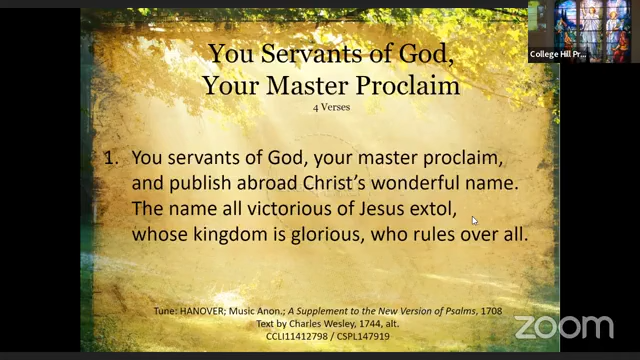 College Hill Pr...
You Servants of God,
Your Master Proclaim
4 Verses
1. You servants of God, your master proclaim,
and publish abroad Christ's wonderful name.
The name all victorious of Jesus extol,
whose kingdom is glorious, who rules over all.
Tune: HANOVER; Music Anon.; A Supplement to the New Version of Psalms, 1708
Text by Charles Wesley, 1744, alt.
CCLI11412798 / CSPL147919
zoom